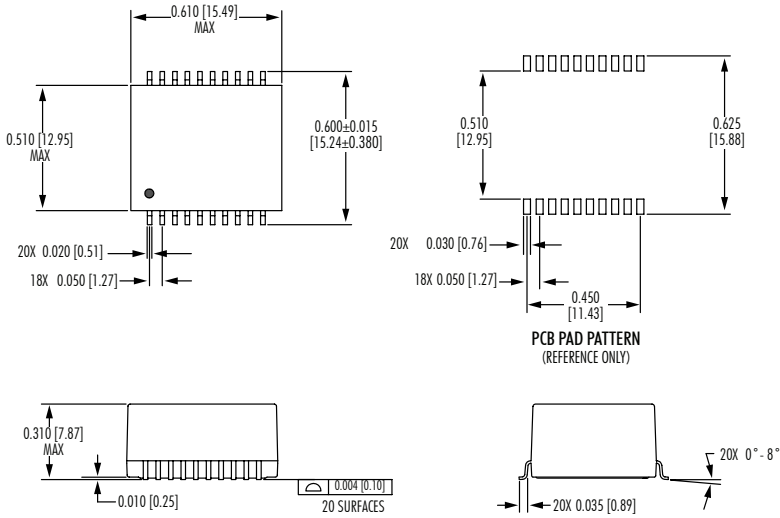 0.610 [15.49]
MAX
0.510 [12.95]
MAX
0.600±0.015
[15.24±0.380]
20X 0.020 [0.51]
18X 0.050 [1.27]
0.510
[12.95]
0.625
[15.88]
20X 0.030 [0.76]
18X 0.050 [1.27]
0.450
[11.43]
PCB PAD PATTERN
(REFERENCE ONLY)
0.310 [7.87]
MAX
0.010 [0.25]
0.004 [0.10]
20 SURFACES
20X 0°-8°
20X 0.035 [0.89]